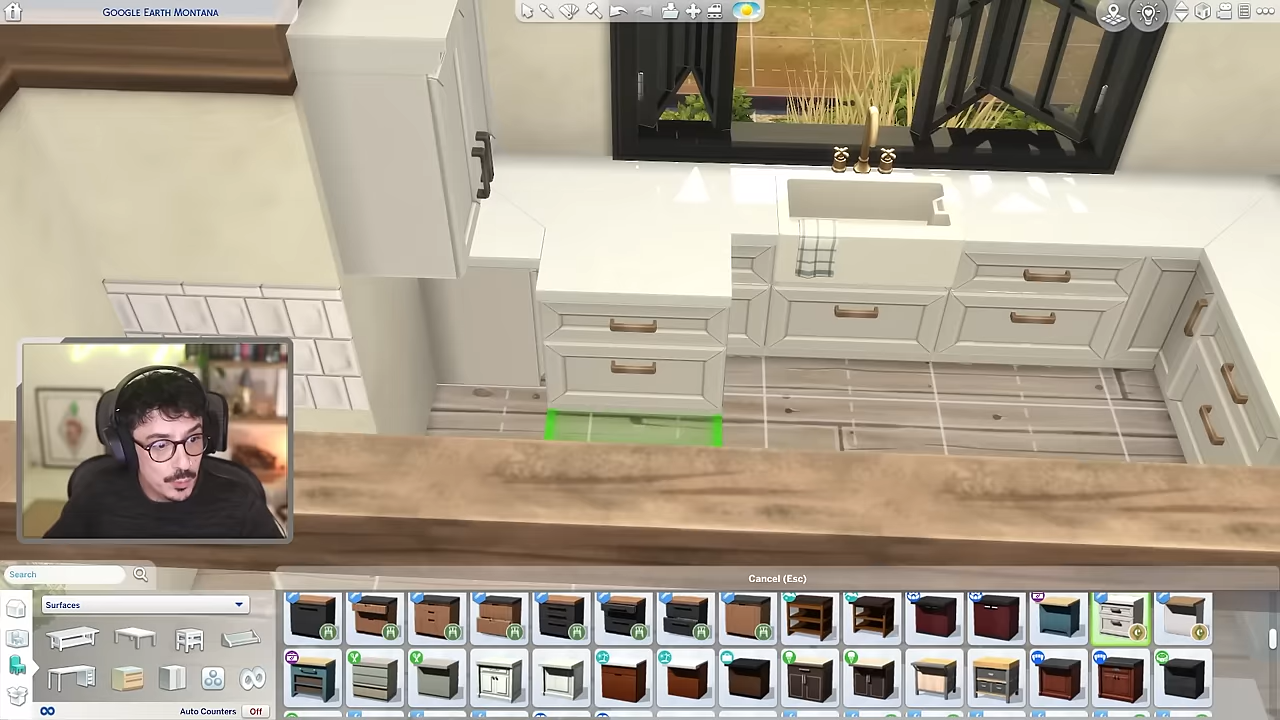 Google Earth Montana
Cancel (Esc)
Search
Surfaces
Auto Counters Off